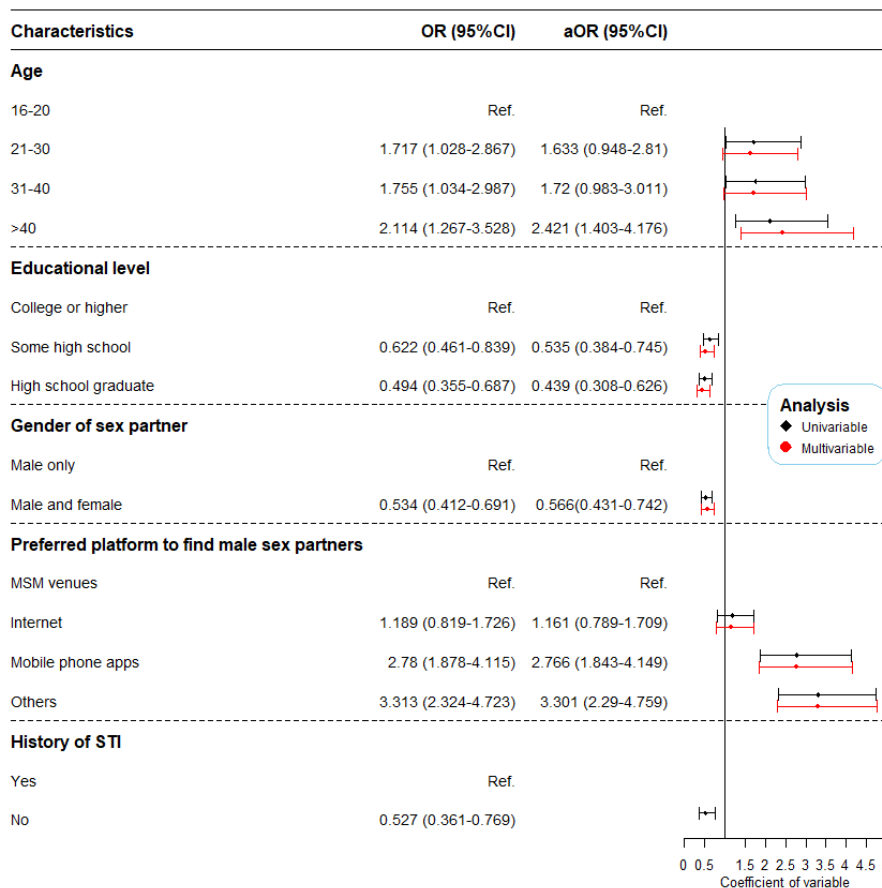 Characteristics OR (95%CI) aOR (95%CI)
Age
16-20 Ref. Ref.
21-30 1.717 (1.028-2.867) 1.633 (0.948-2.81)
31-40 1.755 (1.034-2.987) 1.72 (0.983-3.011)
>40 2.114 (1.267-3.528) 2.421 (1.403-4.176)
Educational level
College or higher Ref. Ref.
Some high school 0.622 (0.461-0.839) 0.535 (0.384-0.745)
High school graduate 0.494 (0.355-0.687) 0.439 (0.308-0.626)
Analysis
Univariable
Multivariable
Gender of sex partner
Male only Ref. Ref.
Male and female 0.534 (0.412-0.691) 0.566(0.431-0.742)
Preferred platform to find male sex partners
MSM venues Ref. Ref.
Internet 1.189 (0.819-1.726) 1.161 (0.789-1.709)
Mobile phone apps 2.78 (1.878-4.115) 2.766 (1.843-4.149)
Others 3.313 (2.324-4.723) 3.301 (2.29-4.759)
History of STI
Yes Ref.
No 0.527 (0.361-0.769)
0 0.5 1.5 2 2.5 3 3.5 4 4.5
Coefficient of variable